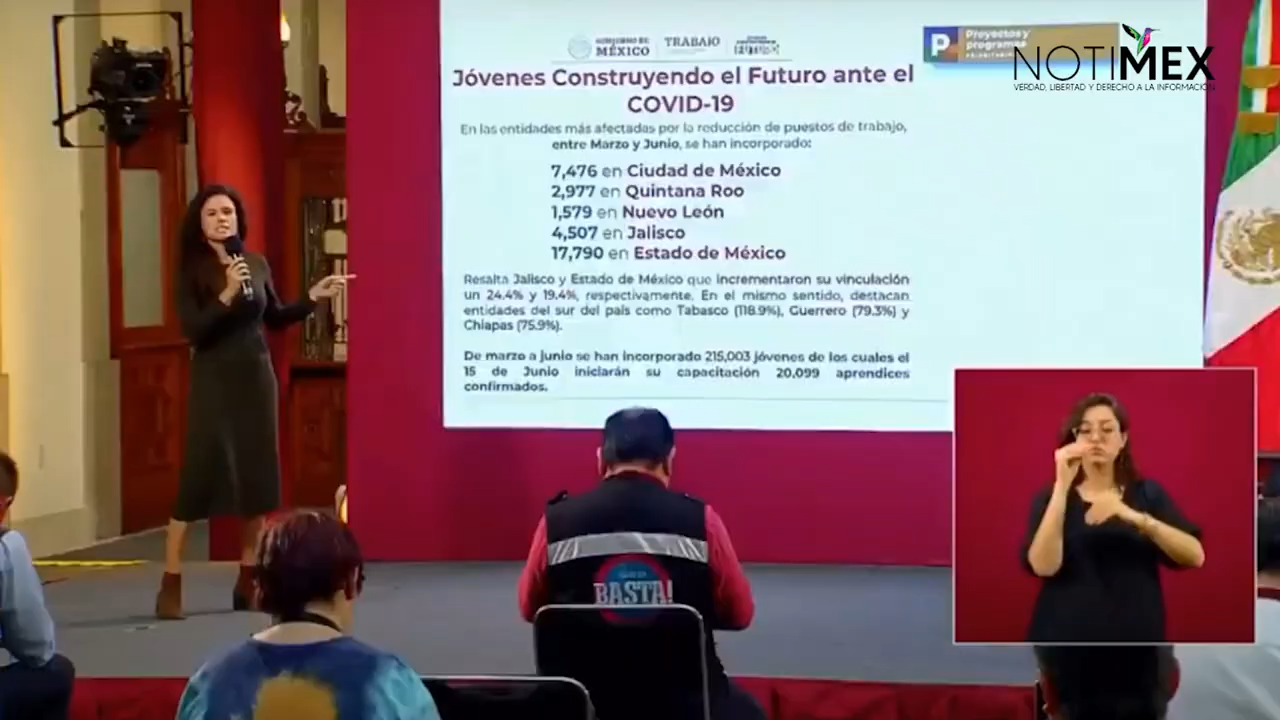 GOBIERNO DE
MÉXICO
TRABAJO
Proyectos y
programas
PRIORITARIOS
NOTIMEX
VERDAD, LIBERTAD Y DERECHO A LA INFORMACIÓN
Jóvenes Construyendo el Futuro ante el
COVID-19
En las entidades más afectadas por la reducción de puestos de trabajo,
entre Marzo y Junio, se han incorporado:
7,476 en Ciudad de México
2,977 en Quintana Roo
1,579 en Nuevo León
4,507 en Jalisco
17,790 en Estado de México
Resalta Jalisco y Estado de México que incrementaron su vinculación
un 24.4% y 19.4%, respectivamente. En el mismo sentido, destacan
entidades del sur del país como Tabasco (118.9%), Guerrero (79.3%) y
Chiapas (75.9%).
De marzo a junio se han incorporado 215,003 jóvenes de los cuales el
15 de Junio iniciarán su capacitación 20,099 aprendices
confirmados.
BASTA!